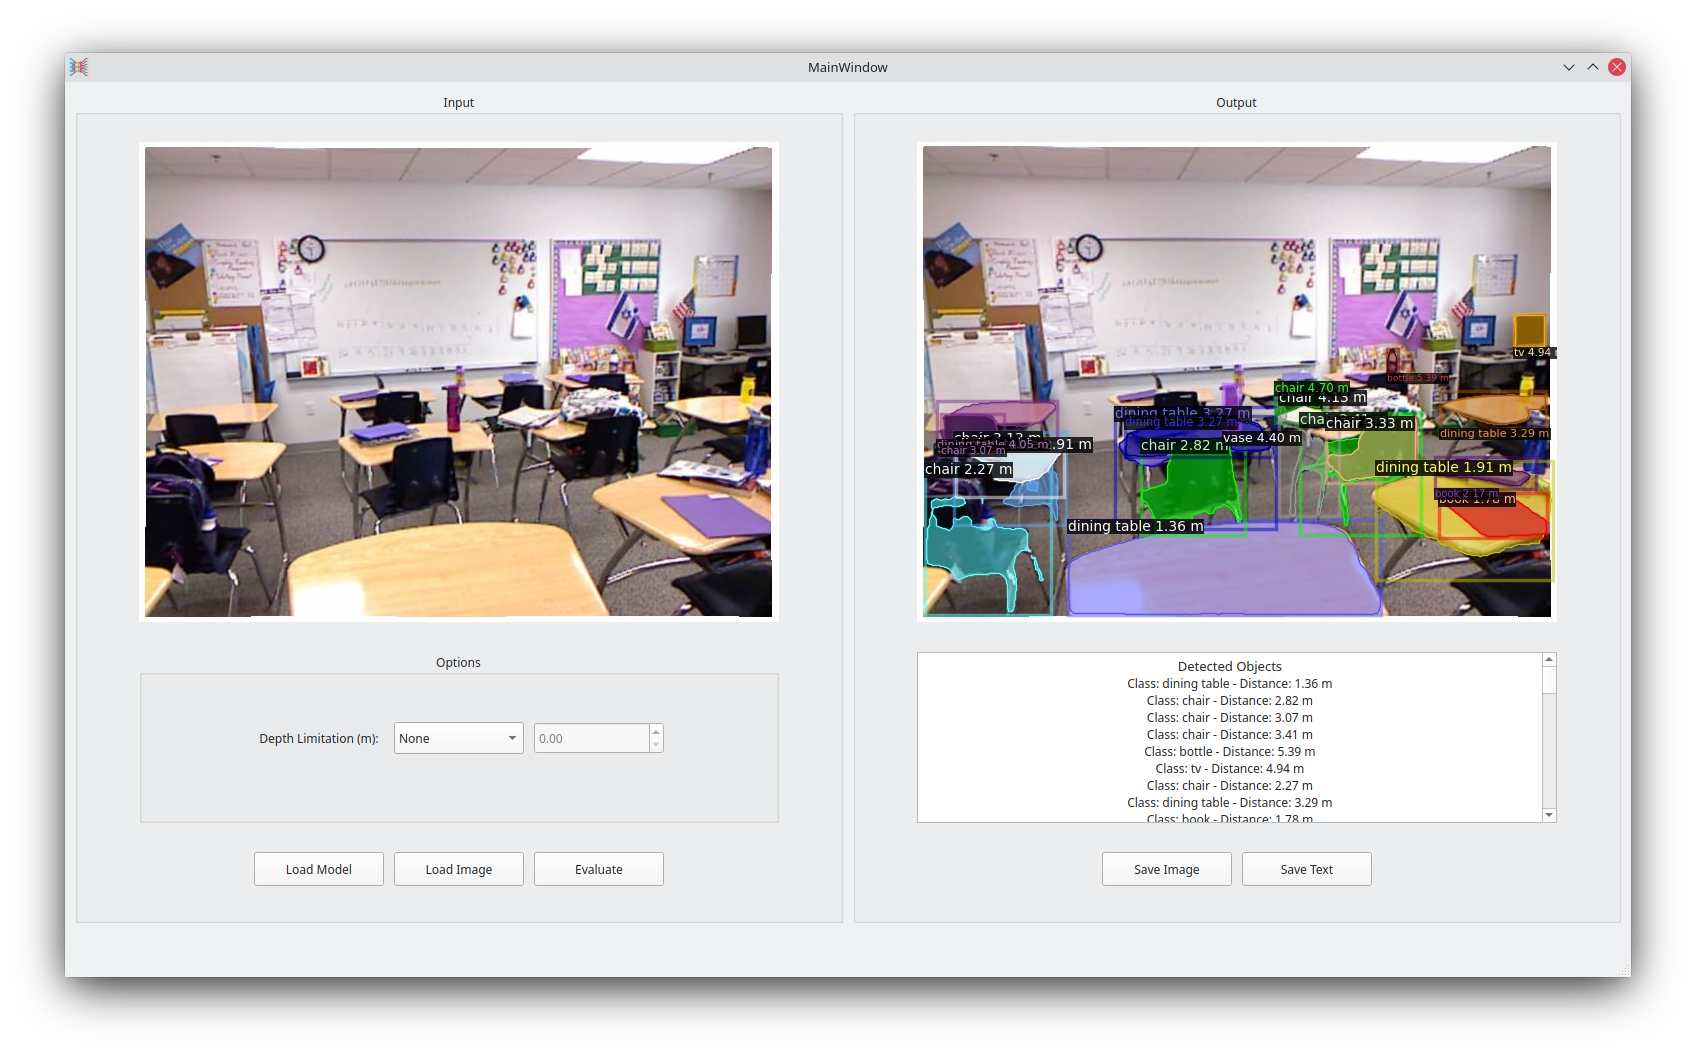 MainWindow
Input
Output
chair 4.70 m
chair 4.13 m
tv 4.94
bottle 5.39 m
dining table 3.27 m
dining table 3.27 m
chair 3.33 m
vase 4.40 m
dining table 3.29 m
chair 2.82 m
.91 m
dining table 4.05 m
chair 3.07 m
chair 2.27 m
dining table 1.91 m
book 2.17 m
book 1.78 m
dining table 1.36 m
Options
Depth Limitation (m):
None
0.00
Load Model
Load Image
Evaluate
Detected Objects
Class: dining table - Distance: 1.36 m
Class: chair - Distance: 2.82 m
Class: chair - Distance: 3.07 m
Class: chair - Distance: 3.41 m
Class: bottle - Distance: 5.39 m
Class: tv - Distance: 4.94 m
Class: chair - Distance: 2.27 m
Class: dining table - Distance: 3.29 m
Class: book - Distance: 1.78 m
Save Image
Save Text